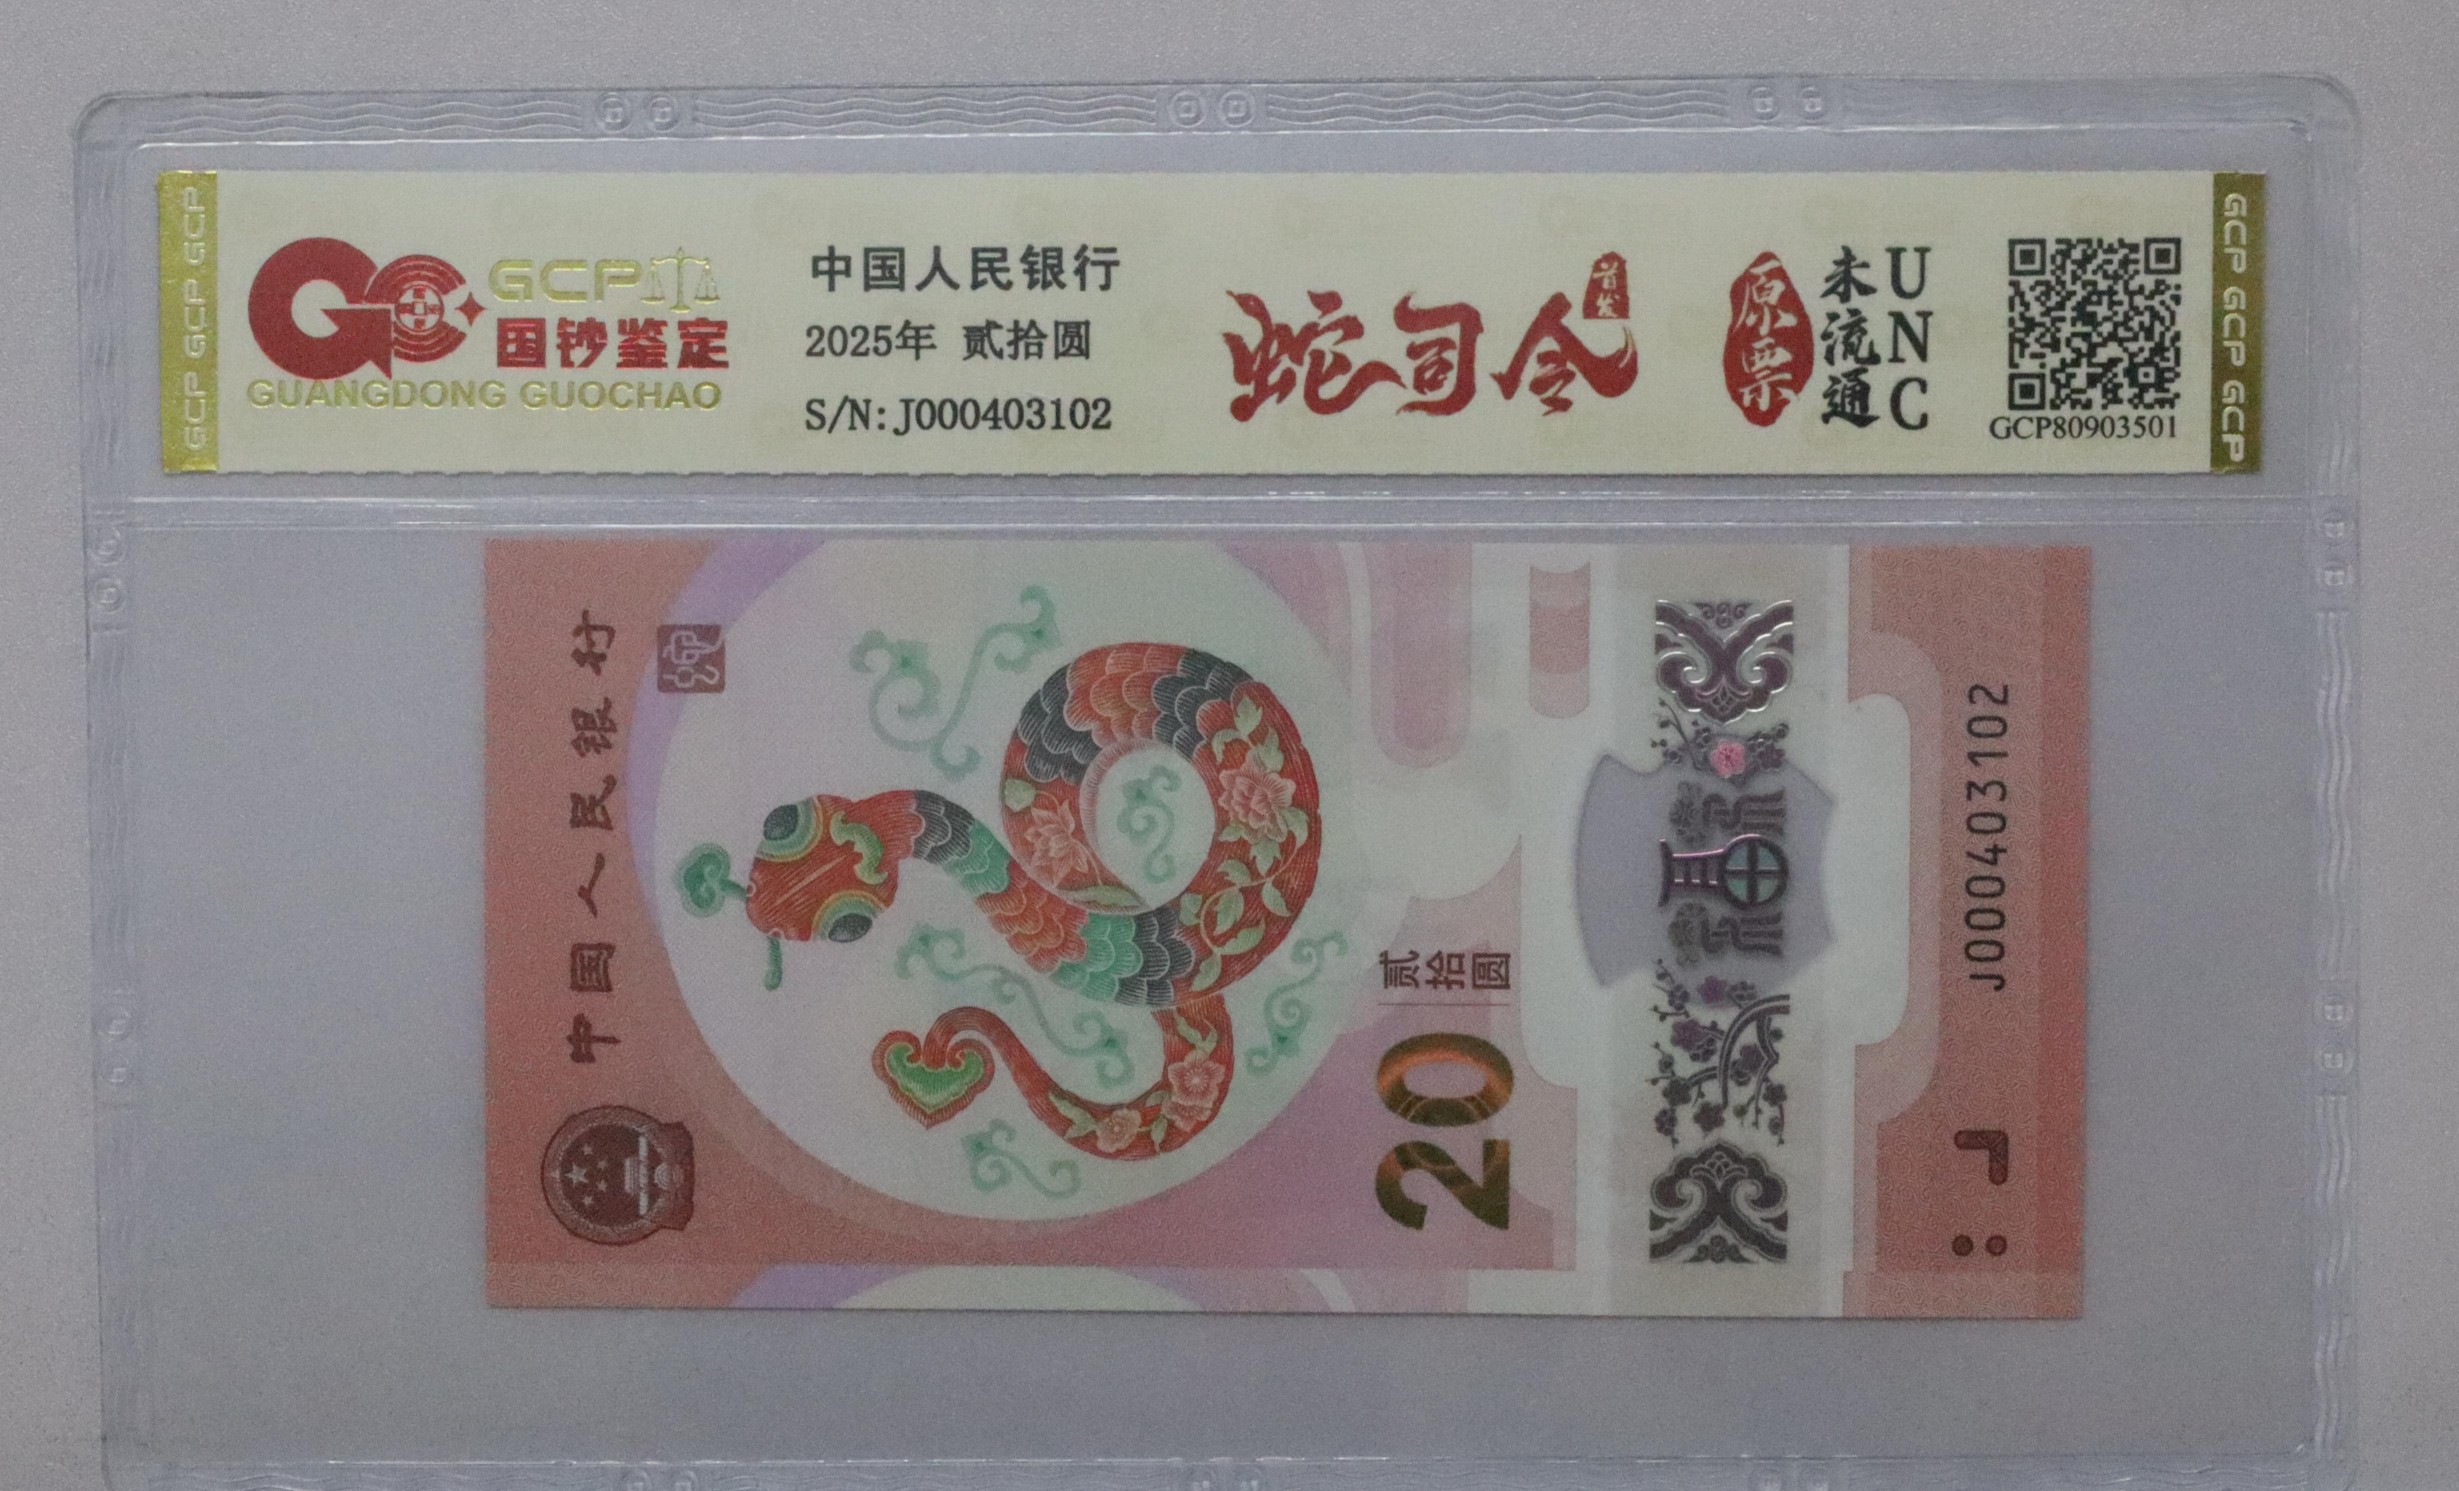 GCP GCP GCP
GCP
国钞鉴定
GUANGDONG GUOCHAO
中国人民银行
2025年 贰拾圆
S/N:J000403102
蛇司令
首发
原票
未流通
UNC
GCP80903501
GCP GCP GCP
中国人民银行
贰拾圆
20
福
J000403102